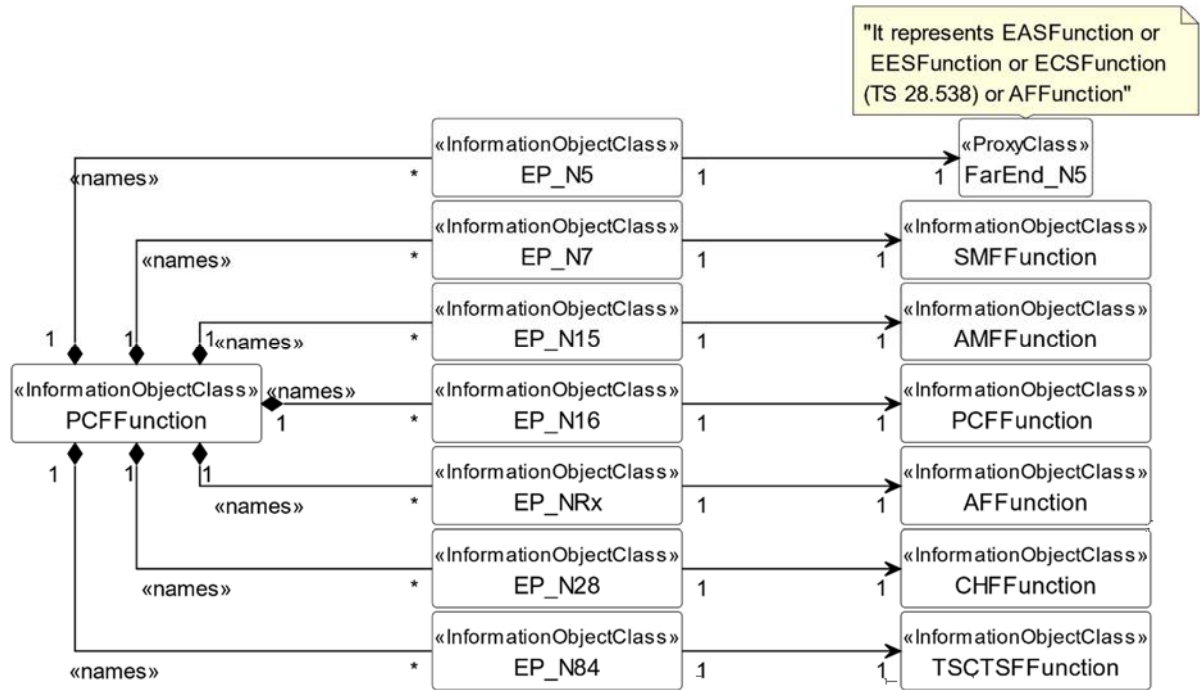 "It represents EASFunction or
EESFunction or ECSFunction
(TS 28.538) or AFFunction"
«InformationObjectClass»
EP_N5
«ProxyClass»
FarEnd_N5
«names»
*
1
1
«InformationObjectClass»
EP_N7
«InformationObjectClass»
SMFFunction
«names»
*
1
1
«InformationObjectClass»
EP_N15
«InformationObjectClass»
AMFFunction
1
1
1
«names»
*
1
1
«InformationObjectClass»
PCFFunction
«names»
1
*
«InformationObjectClass»
EP_N16
1
1
«InformationObjectClass»
PCFFunction
1
1
1
«InformationObjectClass»
EP_NRx
«InformationObjectClass»
AFFunction
«names»
*
1
1
«InformationObjectClass»
EP_N28
«InformationObjectClass»
CHFFunction
«names»
*
1
1
«InformationObjectClass»
EP_N84
«InformationObjectClass»
TSCTSFFunction
«names»
*
1
1